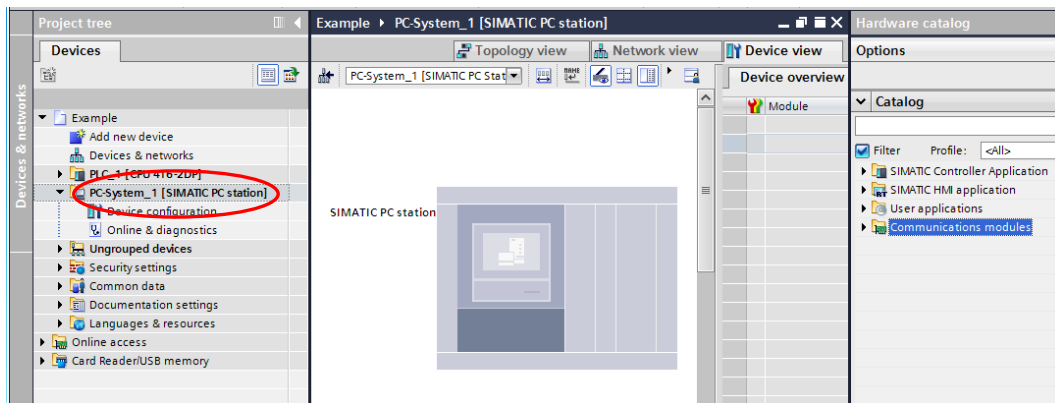 Project tree
Devices
Devices & networks
Example
Add new device
Devices & networks
PLC_1 [CPU 416-2DP]
PC-System_1 [SIMATIC PC station]
Device configuration
Online & diagnostics
Ungrouped devices
Security settings
Common data
Documentation settings
Languages & resources
Online access
Card Reader/USB memory
Example ▸ PC-System_1 [SIMATIC PC station]
Topology view
Network view
Device view
PC-System_1 [SIMATIC PC Stat
SIMATIC PC station
Device overview
Module
Hardware catalog
Options
Catalog
Filter Profile: <All>
SIMATIC Controller Application
SIMATIC HMI application
User applications
Communications modules